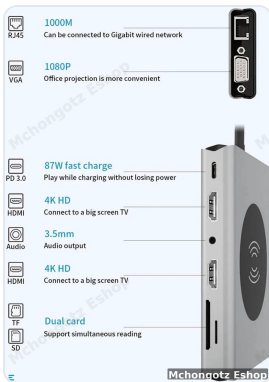 1000M
RJ45
Can be connected to Gigabit wired network
1080P
VGA
Office projection is more convenient
87W fast charge
PD 3.0
Play while charging without losing power
4K HD
HDMI
Connect to a big screen TV
3.5mm
Audio
Audio output
4K HD
HDMI
Connect to a big screen TV
TF
Dual card
SD
Support simultaneous reading
Mchongotz Eshop
Mchongotz Eshop
Mchongotz Eshop